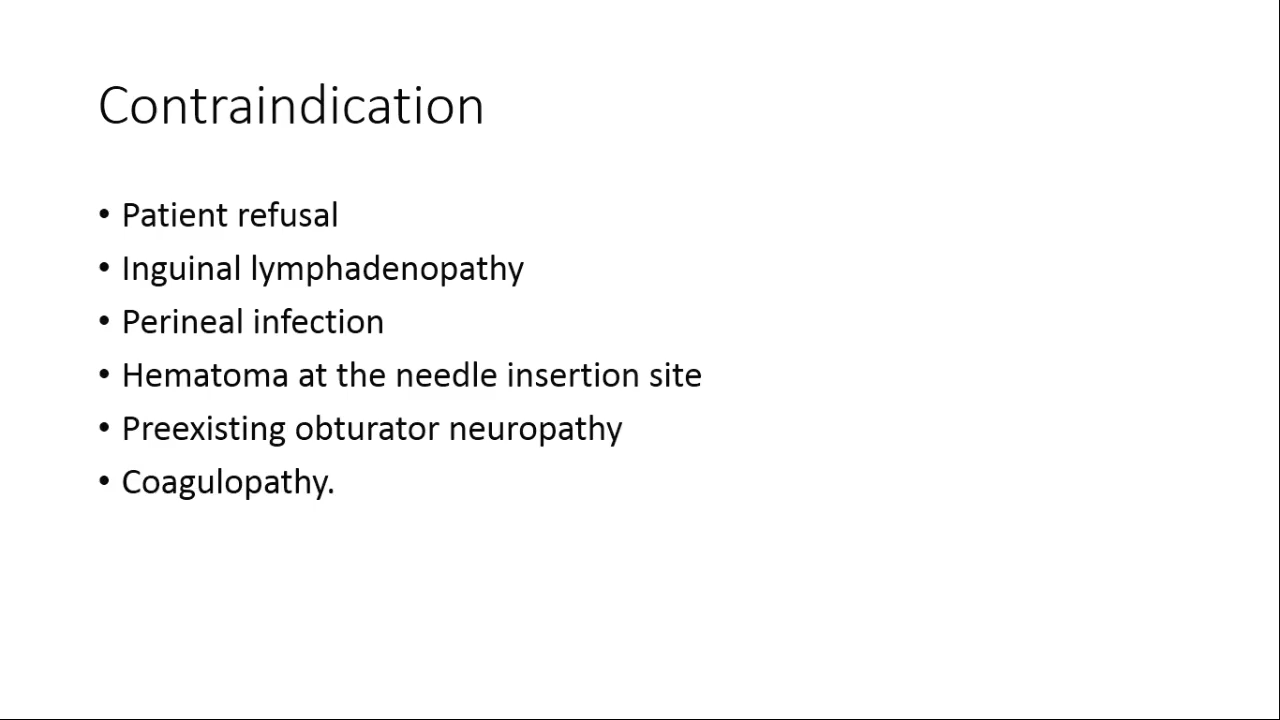 Contraindication
• Patient refusal
• Inguinal lymphadenopathy
• Perineal infection
• Hematoma at the needle insertion site
• Preexisting obturator neuropathy
• Coagulopathy.